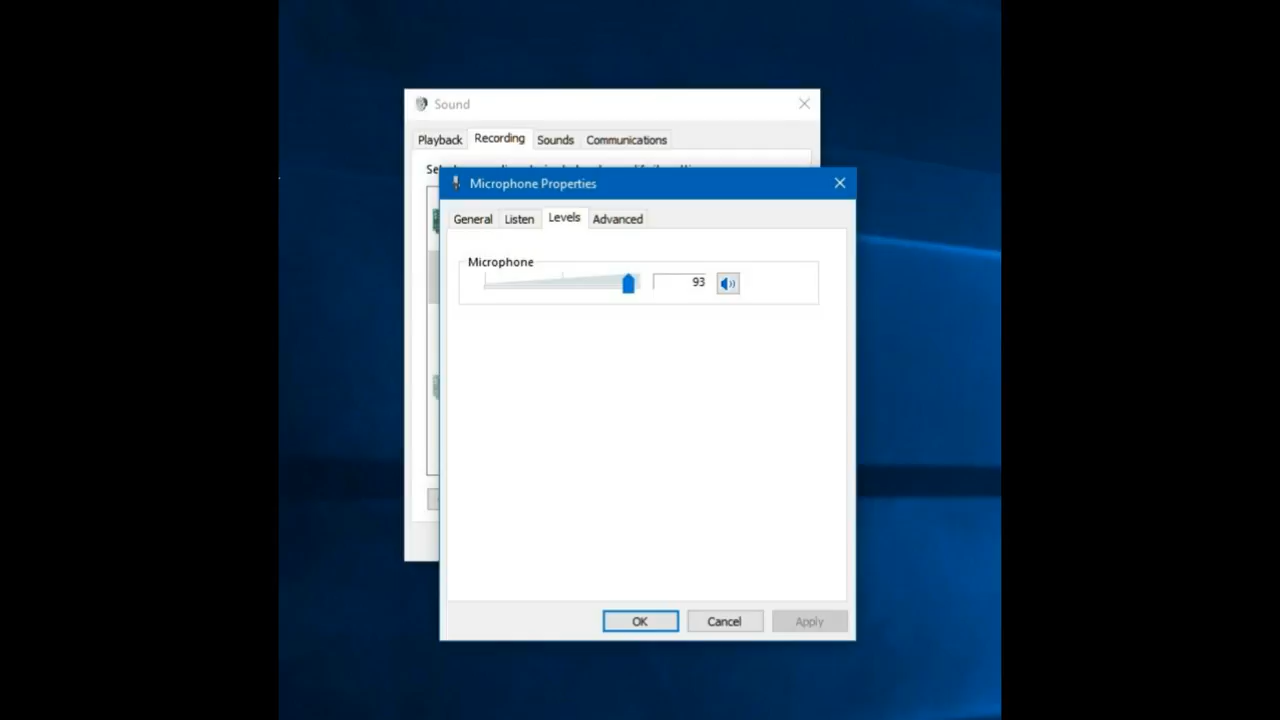 Sound
Playback Recording Sounds Communications
Microphone Properties
General Listen Levels Advanced
Microphone
93
OK Cancel Apply